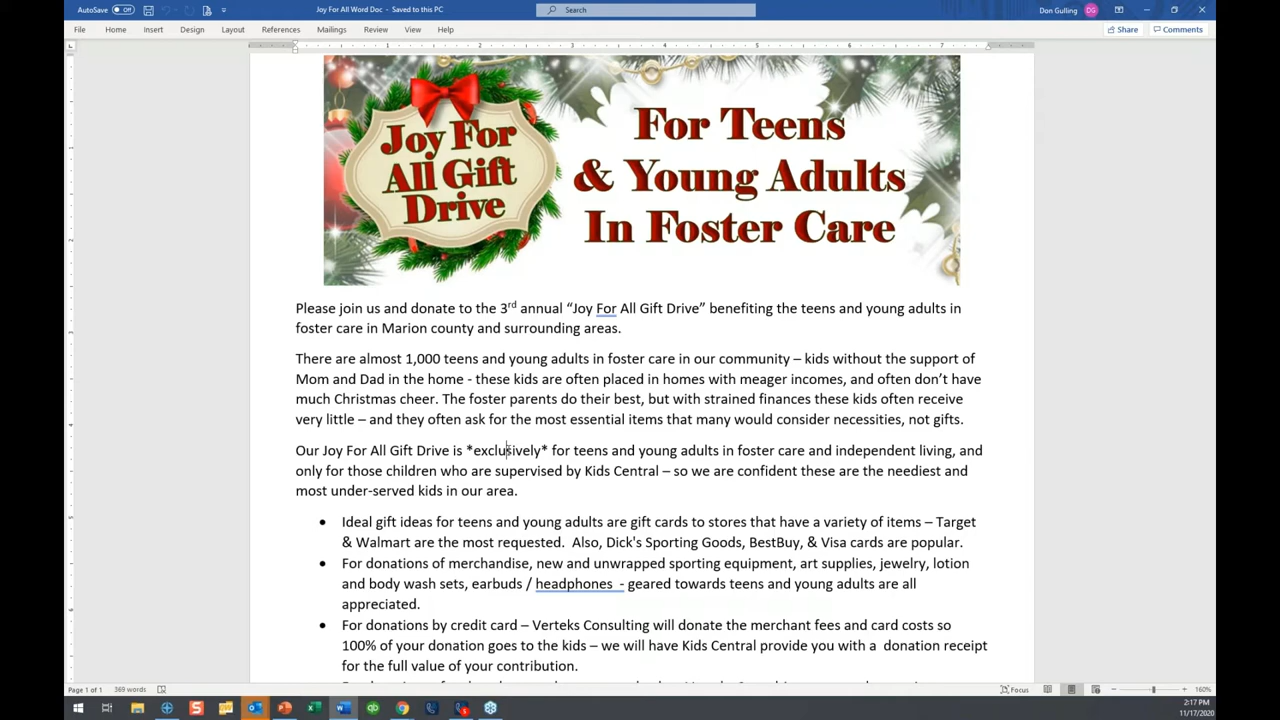 AutoSave Off
Joy For All Word Doc - Saved to this PC
Search
Don Gulling DG
File Home Insert Design Layout References Mailings Review View Help
Share Comments
1 2 3 4 5 6 7
Joy For
All Gift
Drive
For Teens
& Young Adults
In Foster Care
Please join us and donate to the 3rd annual “Joy For All Gift Drive” benefiting the teens and young adults in
foster care in Marion county and surrounding areas.
There are almost 1,000 teens and young adults in foster care in our community – kids without the support of
Mom and Dad in the home - these kids are often placed in homes with meager incomes, and often don’t have
much Christmas cheer. The foster parents do their best, but with strained finances these kids often receive
very little – and they often ask for the most essential items that many would consider necessities, not gifts.
Our Joy For All Gift Drive is *exclusively* for teens and young adults in foster care and independent living, and
only for those children who are supervised by Kids Central – so we are confident these are the neediest and
most under-served kids in our area.
• Ideal gift ideas for teens and young adults are gift cards to stores that have a variety of items – Target
& Walmart are the most requested. Also, Dick's Sporting Goods, BestBuy, & Visa cards are popular.
• For donations of merchandise, new and unwrapped sporting equipment, art supplies, jewelry, lotion
and body wash sets, earbuds / headphones - geared towards teens and young adults are all
appreciated.
• For donations by credit card – Verteks Consulting will donate the merchant fees and card costs so
100% of your donation goes to the kids – we will have Kids Central provide you with a donation receipt
for the full value of your contribution.
Page 1 of 1 369 words
Focus
160%
2:17 PM
11/17/2020